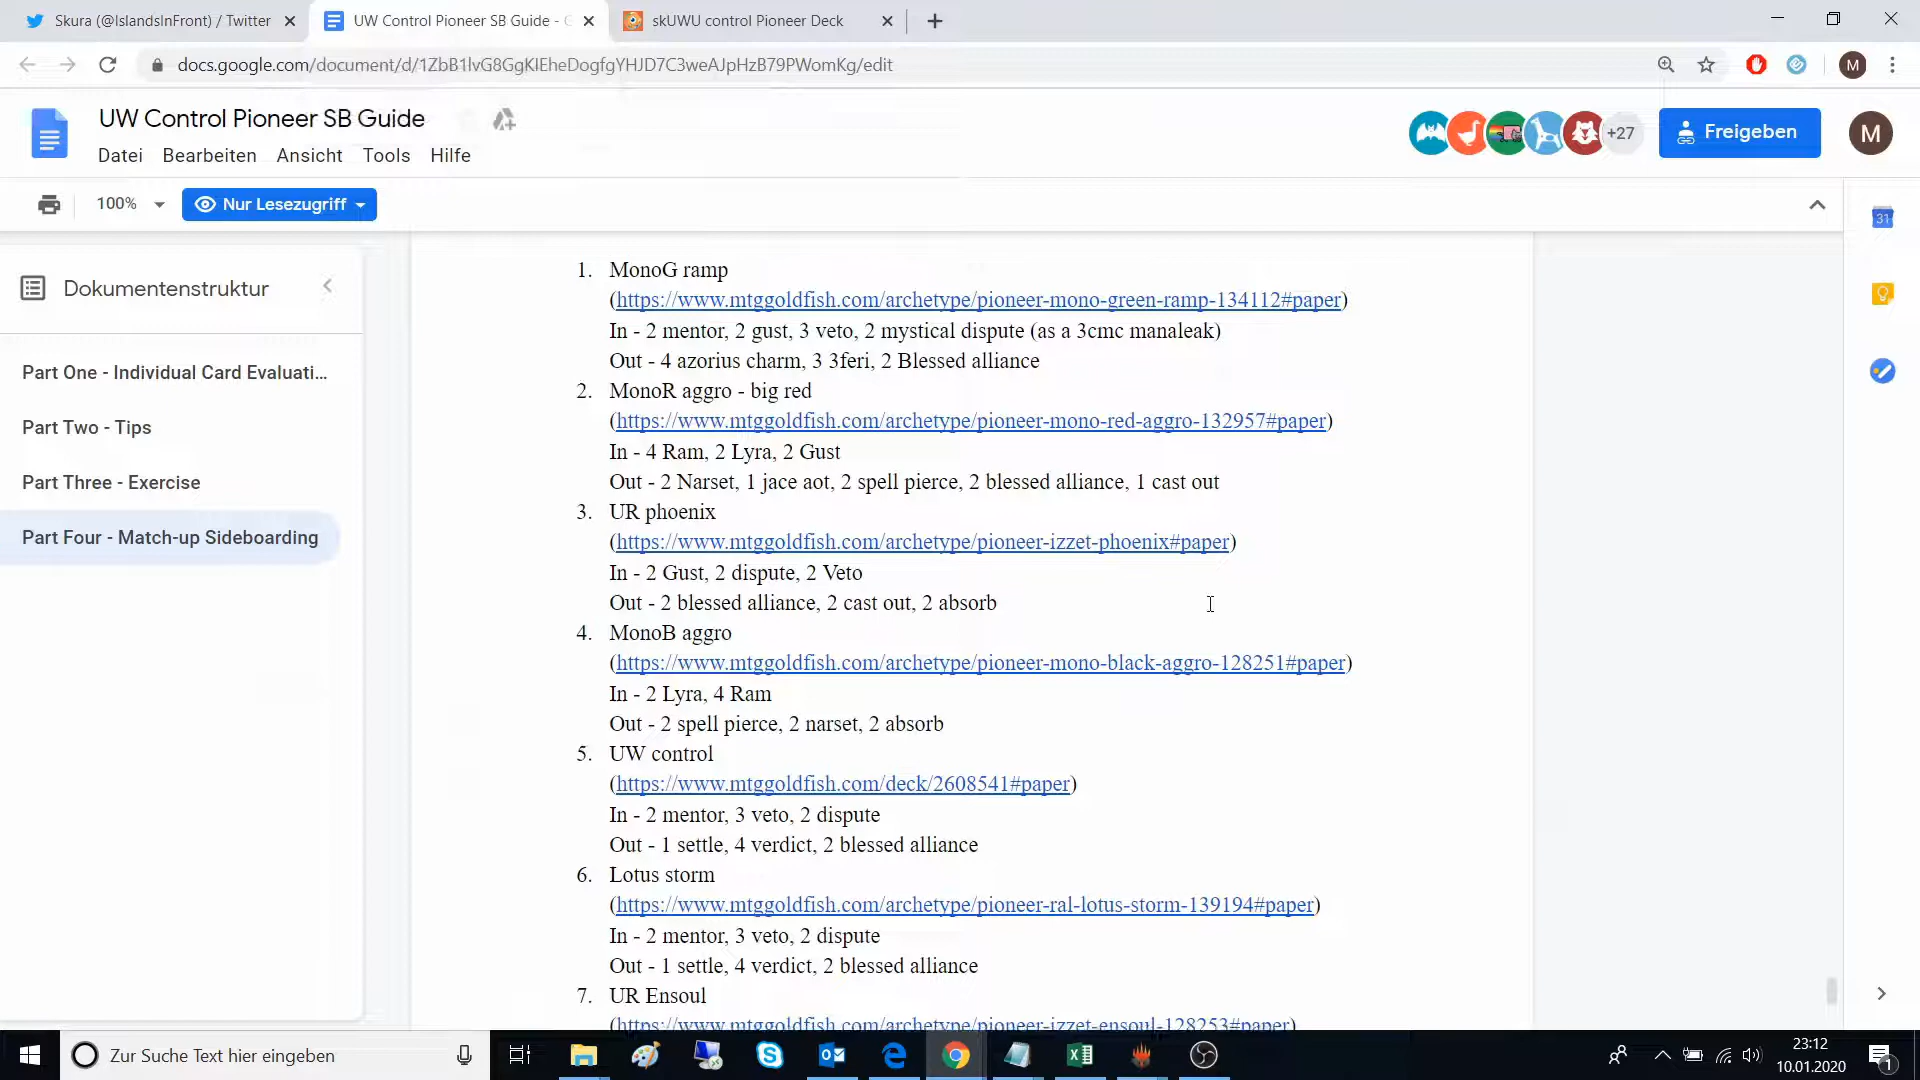 Skura (@IslandsInFront) / Twitter
UW Control Pioneer SB Guide - G
skUWU control Pioneer Deck
docs.google.com/document/d/1ZbB1lvG8GgKIEheDogfgYHJD7C3weAJpHzB79PWomKg/edit
M
UW Control Pioneer SB Guide
Datei Bearbeiten Ansicht Tools Hilfe
+27
Freigeben
M
100%
Nur Lesezugriff
31
Dokumentenstruktur
Part One - Individual Card Evaluati...
Part Two - Tips
Part Three - Exercise
Part Four - Match-up Sideboarding
1. MonoG ramp
(https://www.mtggoldfish.com/archetype/pioneer-mono-green-ramp-134112#paper)
In - 2 mentor, 2 gust, 3 veto, 2 mystical dispute (as a 3cmc manaleak)
Out - 4 azorius charm, 3 3feri, 2 Blessed alliance
2. MonoR aggro - big red
(https://www.mtggoldfish.com/archetype/pioneer-mono-red-aggro-132957#paper)
In - 4 Ram, 2 Lyra, 2 Gust
Out - 2 Narset, 1 jace aot, 2 spell pierce, 2 blessed alliance, 1 cast out
3. UR phoenix
(https://www.mtggoldfish.com/archetype/pioneer-izzet-phoenix#paper)
In - 2 Gust, 2 dispute, 2 Veto
Out - 2 blessed alliance, 2 cast out, 2 absorb
4. MonoB aggro
(https://www.mtggoldfish.com/archetype/pioneer-mono-black-aggro-128251#paper)
In - 2 Lyra, 4 Ram
Out - 2 spell pierce, 2 narset, 2 absorb
5. UW control
(https://www.mtggoldfish.com/deck/2608541#paper)
In - 2 mentor, 3 veto, 2 dispute
Out - 1 settle, 4 verdict, 2 blessed alliance
6. Lotus storm
(https://www.mtggoldfish.com/archetype/pioneer-ral-lotus-storm-139194#paper)
In - 2 mentor, 3 veto, 2 dispute
Out - 1 settle, 4 verdict, 2 blessed alliance
7. UR Ensoul
(https://www.mtggoldfish.com/archetype/pioneer-izzet-ensoul-128253#paper)
Zur Suche Text hier eingeben
23:12
10.01.2020
1